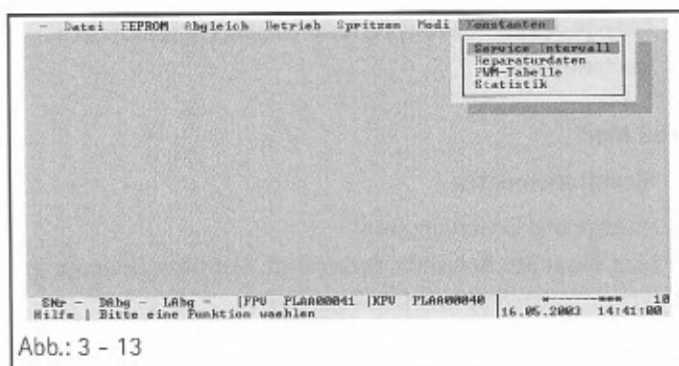 - Datei EEPROM Abgleich Betrieb Spritzen Modi Konstanten
Service Intervall
Reparaturdaten
PWM-Tabelle
Statistik
SNr - DAbg - LAbg - |FPV PLAA00041 |KPV PLAA00040 | *------*** 10
Hilfe | Bitte eine Funktion waehlen |16.05.2003 14:41:00
Abb.: 3 - 13